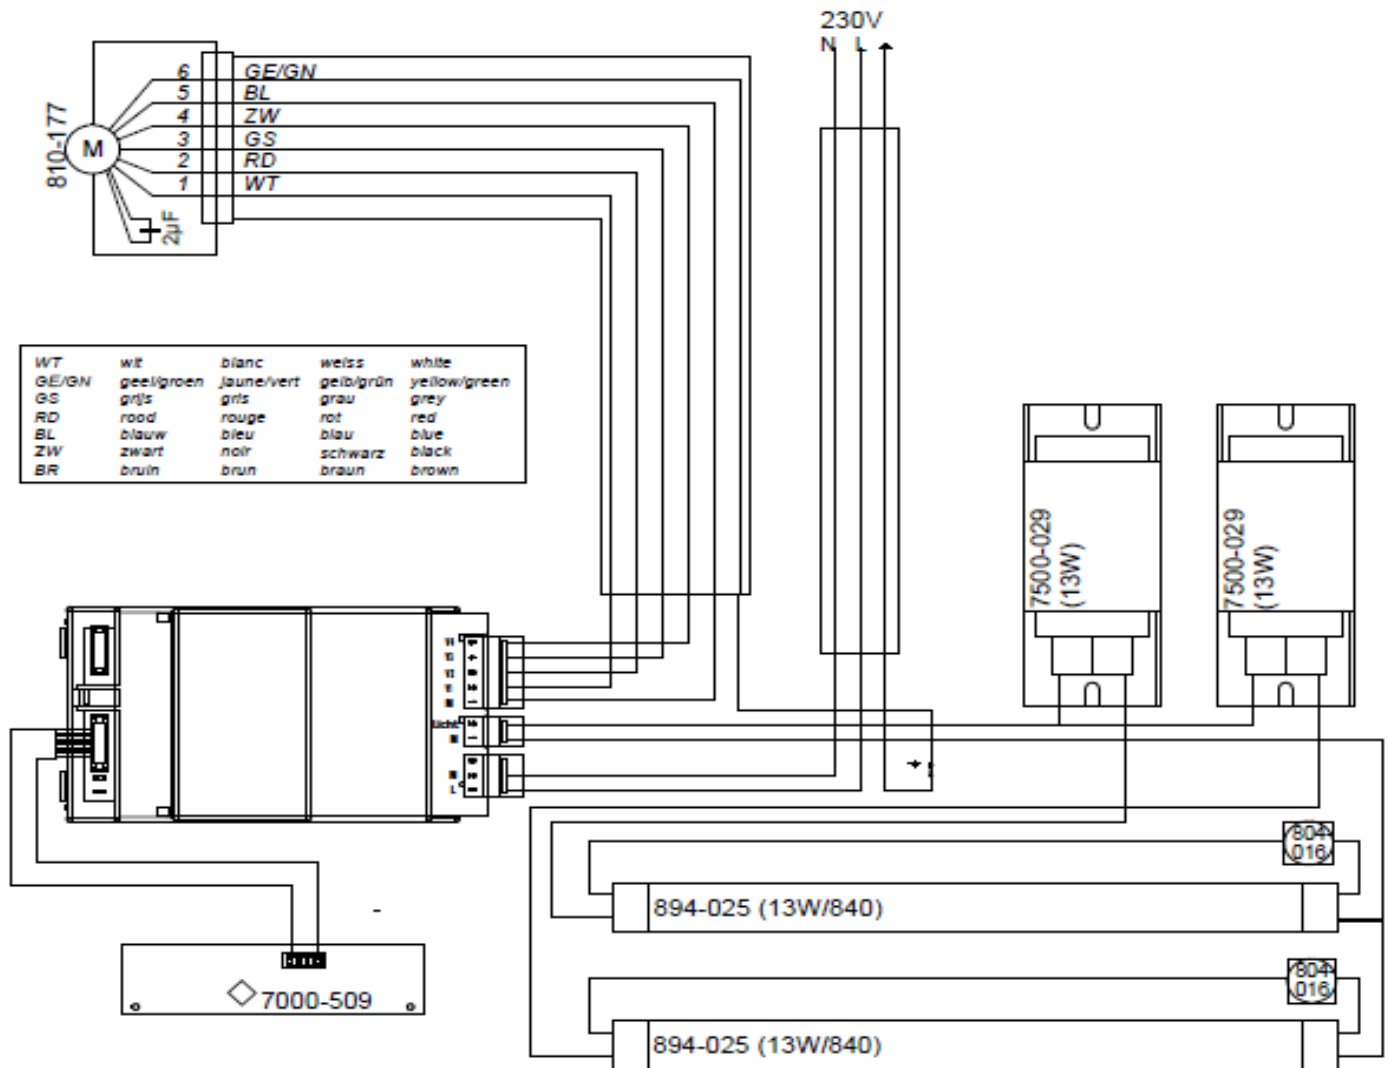 230V
N L
810-177
M
6 GE/GN
5 BL
4 ZW
3 GS
2 RD
1 WT
2µF
WT wit blanc weiss white
GE/GN geel/groen jaune/vert gelb/grün yellow/green
GS grijs gris grau grey
RD rood rouge rot red
BL blauw bleu blau blue
ZW zwart noir schwarz black
BR bruin brun braun brown
7500-029
(13W)
7500-029
(13W)
Licht
N
N
L
804-
016
894-025 (13W/840)
804-
016
894-025 (13W/840)
7000-509